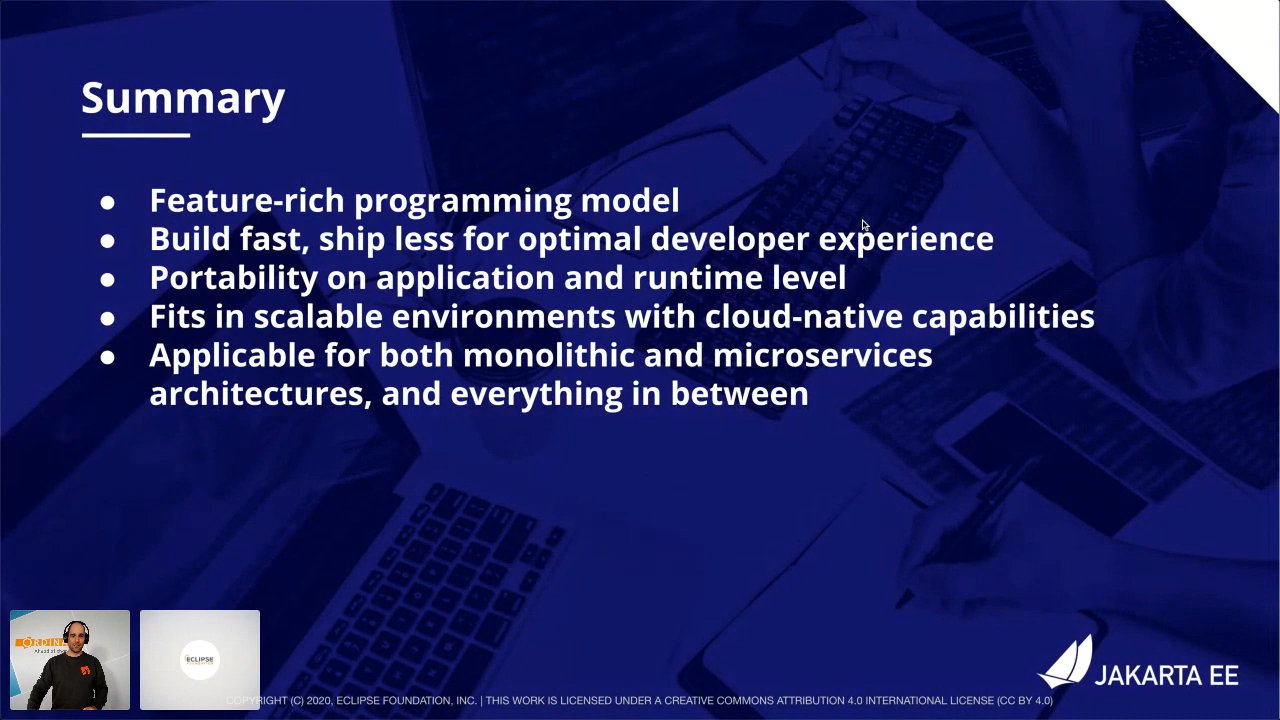 Summary
● Feature-rich programming model
● Build fast, ship less for optimal developer experience
● Portability on application and runtime level
● Fits in scalable environments with cloud-native capabilities
● Applicable for both monolithic and microservices
architectures, and everything in between
ECLIPSE
FOUNDATION
JAKARTA EE
COPYRIGHT (C) 2020, ECLIPSE FOUNDATION, INC. | THIS WORK IS LICENSED UNDER A CREATIVE COMMONS ATTRIBUTION 4.0 INTERNATIONAL LICENSE (CC BY 4.0)